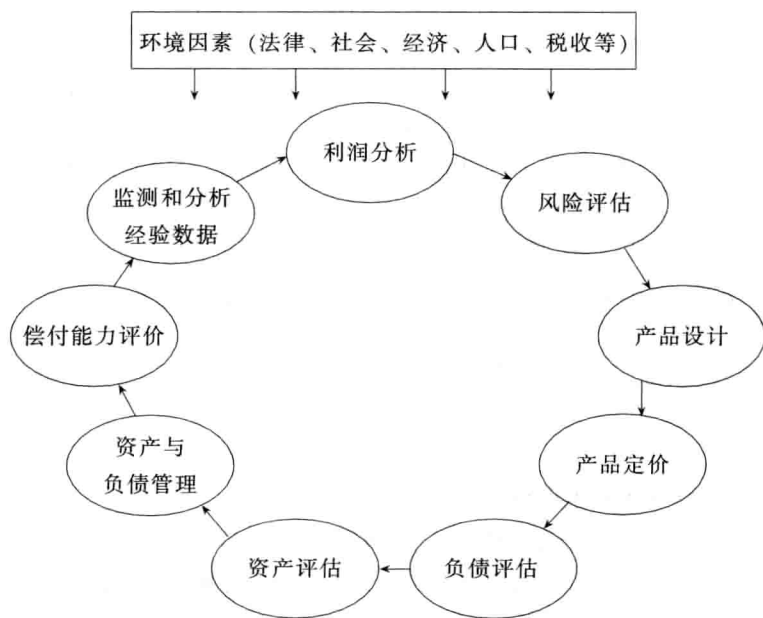 环境因素（法律、社会、经济、人口、税收等）
利润分析
风险评估
产品设计
产品定价
负债评估
资产评估
资产与
负债管理
偿付能力评价
监测和分析
经验数据